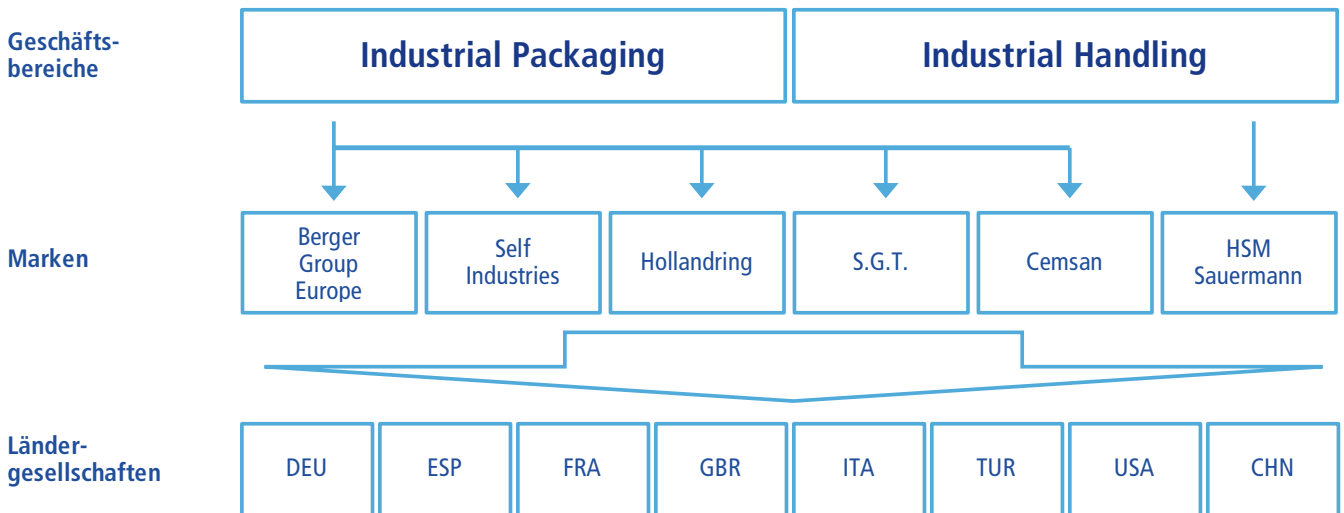 Geschäfts-
bereiche
Industrial Packaging
Industrial Handling
Marken
Berger
Group
Europe
Self
Industries
Hollandring
S.G.T.
Cemsan
HSM
Sauermann
Länder-
gesellschaften
DEU
ESP
FRA
GBR
ITA
TUR
USA
CHN